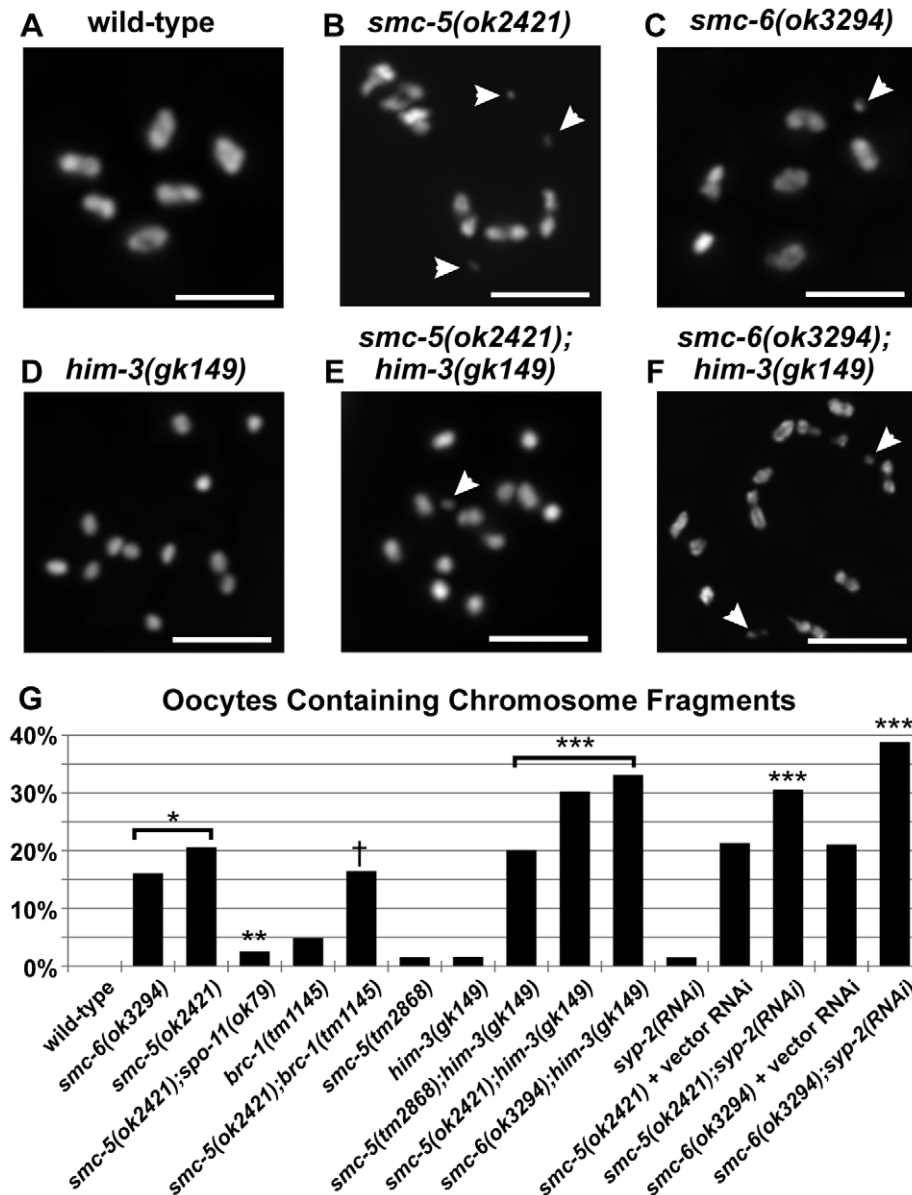 A wild-type
B smc-5(ok2421)
C smc-6(ok3294)
D him-3(gk149)
E smc-5(ok2421);
him-3(gk149)
F smc-6(ok3294);
him-3(gk149)
G Oocytes Containing Chromosome Fragments
40%
30%
20%
10%
0%
*
**
†
***
***
***
wild-type
smc-6(ok3294)
smc-5(ok2421)
smc-5(ok2421);spo-11(ok79)
brc-1(tm1145)
smc-5(ok2421);brc-1(tm1145)
smc-5(tm2868)
him-3(gk149)
smc-5(tm2868);him-3(gk149)
smc-5(ok2421);him-3(gk149)
smc-6(ok3294);him-3(gk149)
syp-2(RNAi)
smc-5(ok2421) + vector RNAi
smc-5(ok2421);syp-2(RNAi)
smc-6(ok3294) + vector RNAi
smc-6(ok3294);syp-2(RNAi)